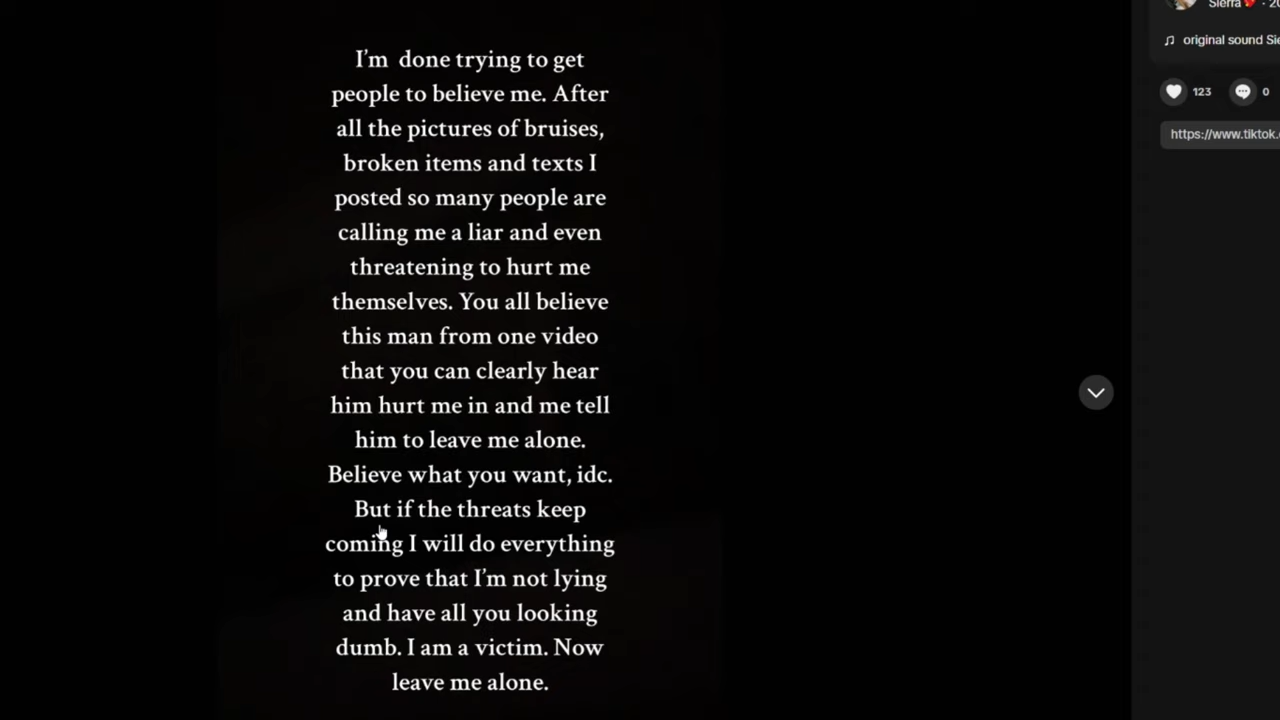 I'm done trying to get
people to believe me. After
all the pictures of bruises,
broken items and texts I
posted so many people are
calling me a liar and even
threatening to hurt me
themselves. You all believe
this man from one video
that you can clearly hear
him hurt me in and me tell
him to leave me alone.
Believe what you want, idc.
But if the threats keep
coming I will do everything
to prove that I'm not lying
and have all you looking
dumb. I am a victim. Now
leave me alone.
Sierra
original sound Sie
123
0
https://www.tiktok.